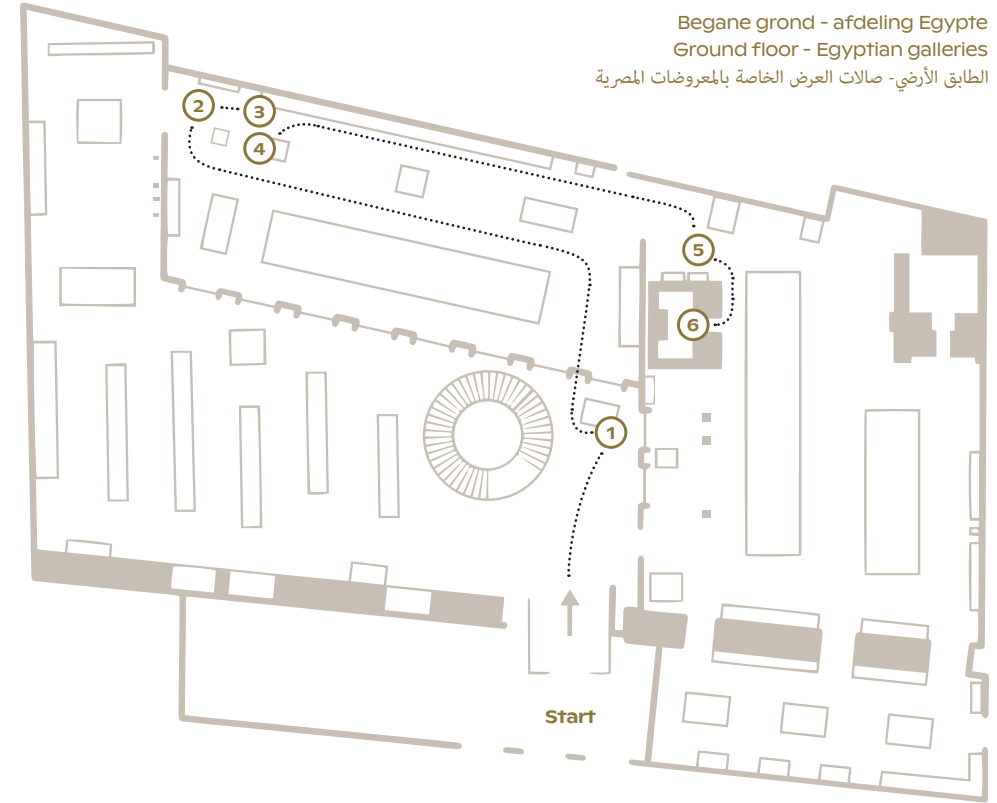 Begane grond - afdeling Egypte
Ground floor - Egyptian galleries
الطابق الأرضي- صالات العرض الخاصة بالمعروضات المصرية
2
3
4
5
6
1
Start